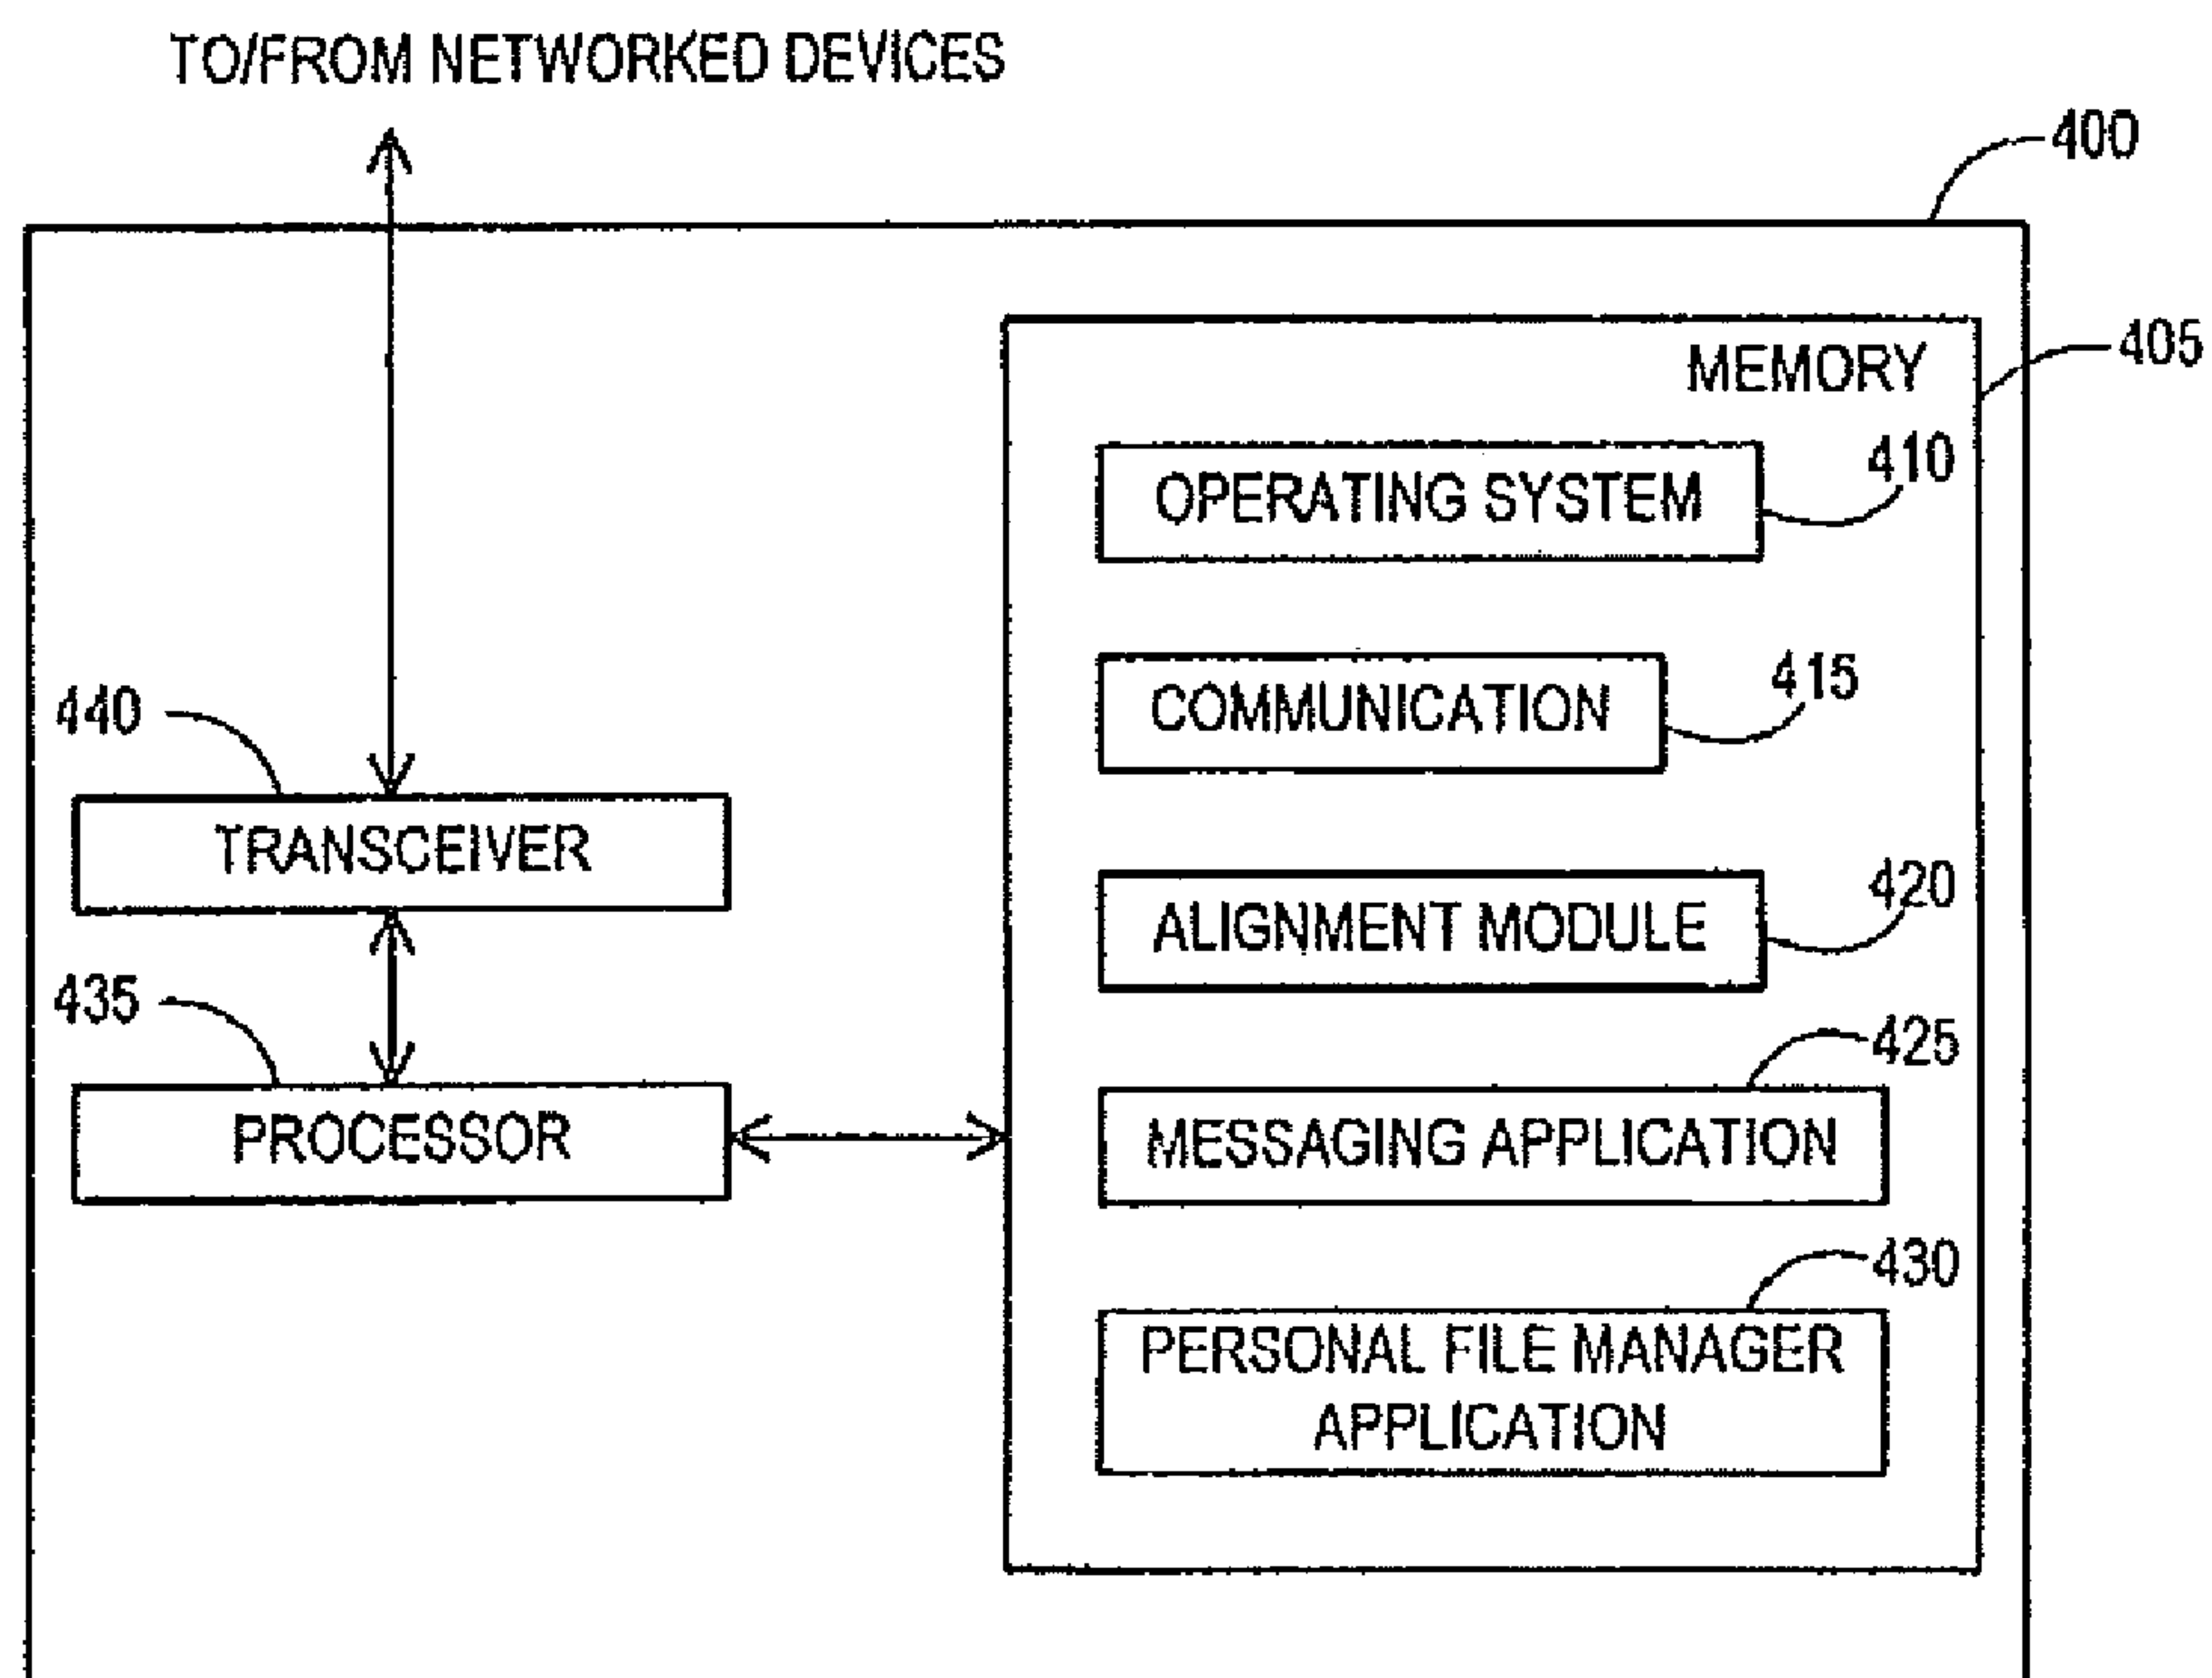 TO/FROM NETWORKED DEVICES
400
405
MEMORY
410
OPERATING SYSTEM
415
COMMUNICATION
440
TRANSCEIVER
420
ALIGNMENT MODULE
435
425
PROCESSOR
MESSAGING APPLICATION
430
PERSONAL FILE MANAGER
APPLICATION